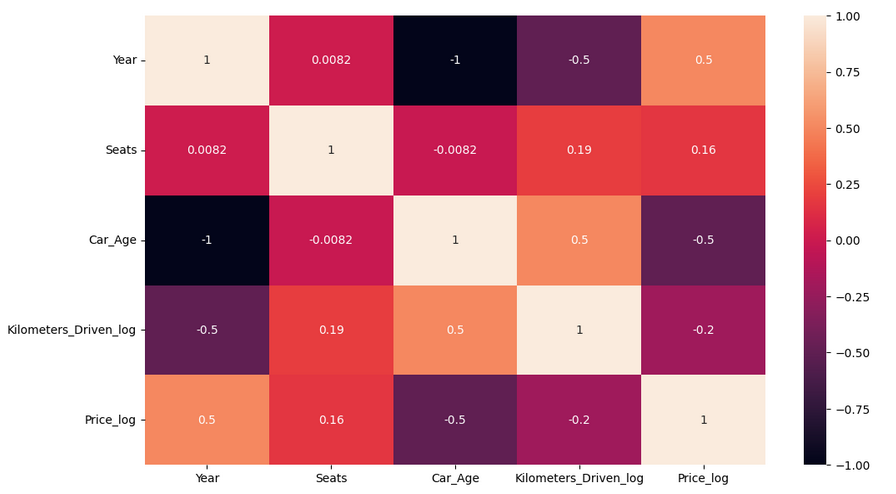 Year 1 0.0082 -1 -0.5 0.5
Seats 0.0082 1 -0.0082 0.19 0.16
Car_Age -1 -0.0082 1 0.5 -0.5
Kilometers_Driven_log -0.5 0.19 0.5 1 -0.2
Price_log 0.5 0.16 -0.5 -0.2 1
Year Seats Car_Age Kilometers_Driven_log Price_log
1.00
0.75
0.50
0.25
0.00
−0.25
−0.50
−0.75
−1.00